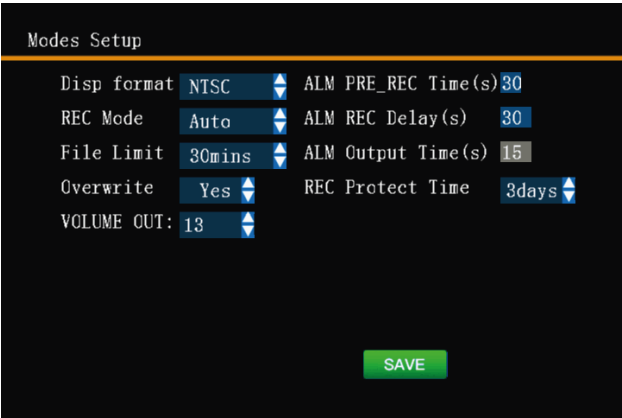 Modes Setup
Disp format NTSC ALM PRE_REC Time(s) 30
REC Mode Auto ALM REC Delay(s) 30
File Limit 30mins ALM Output Time(s) 15
Overwrite Yes REC Protect Time 3days
VOLUME OUT: 13
SAVE